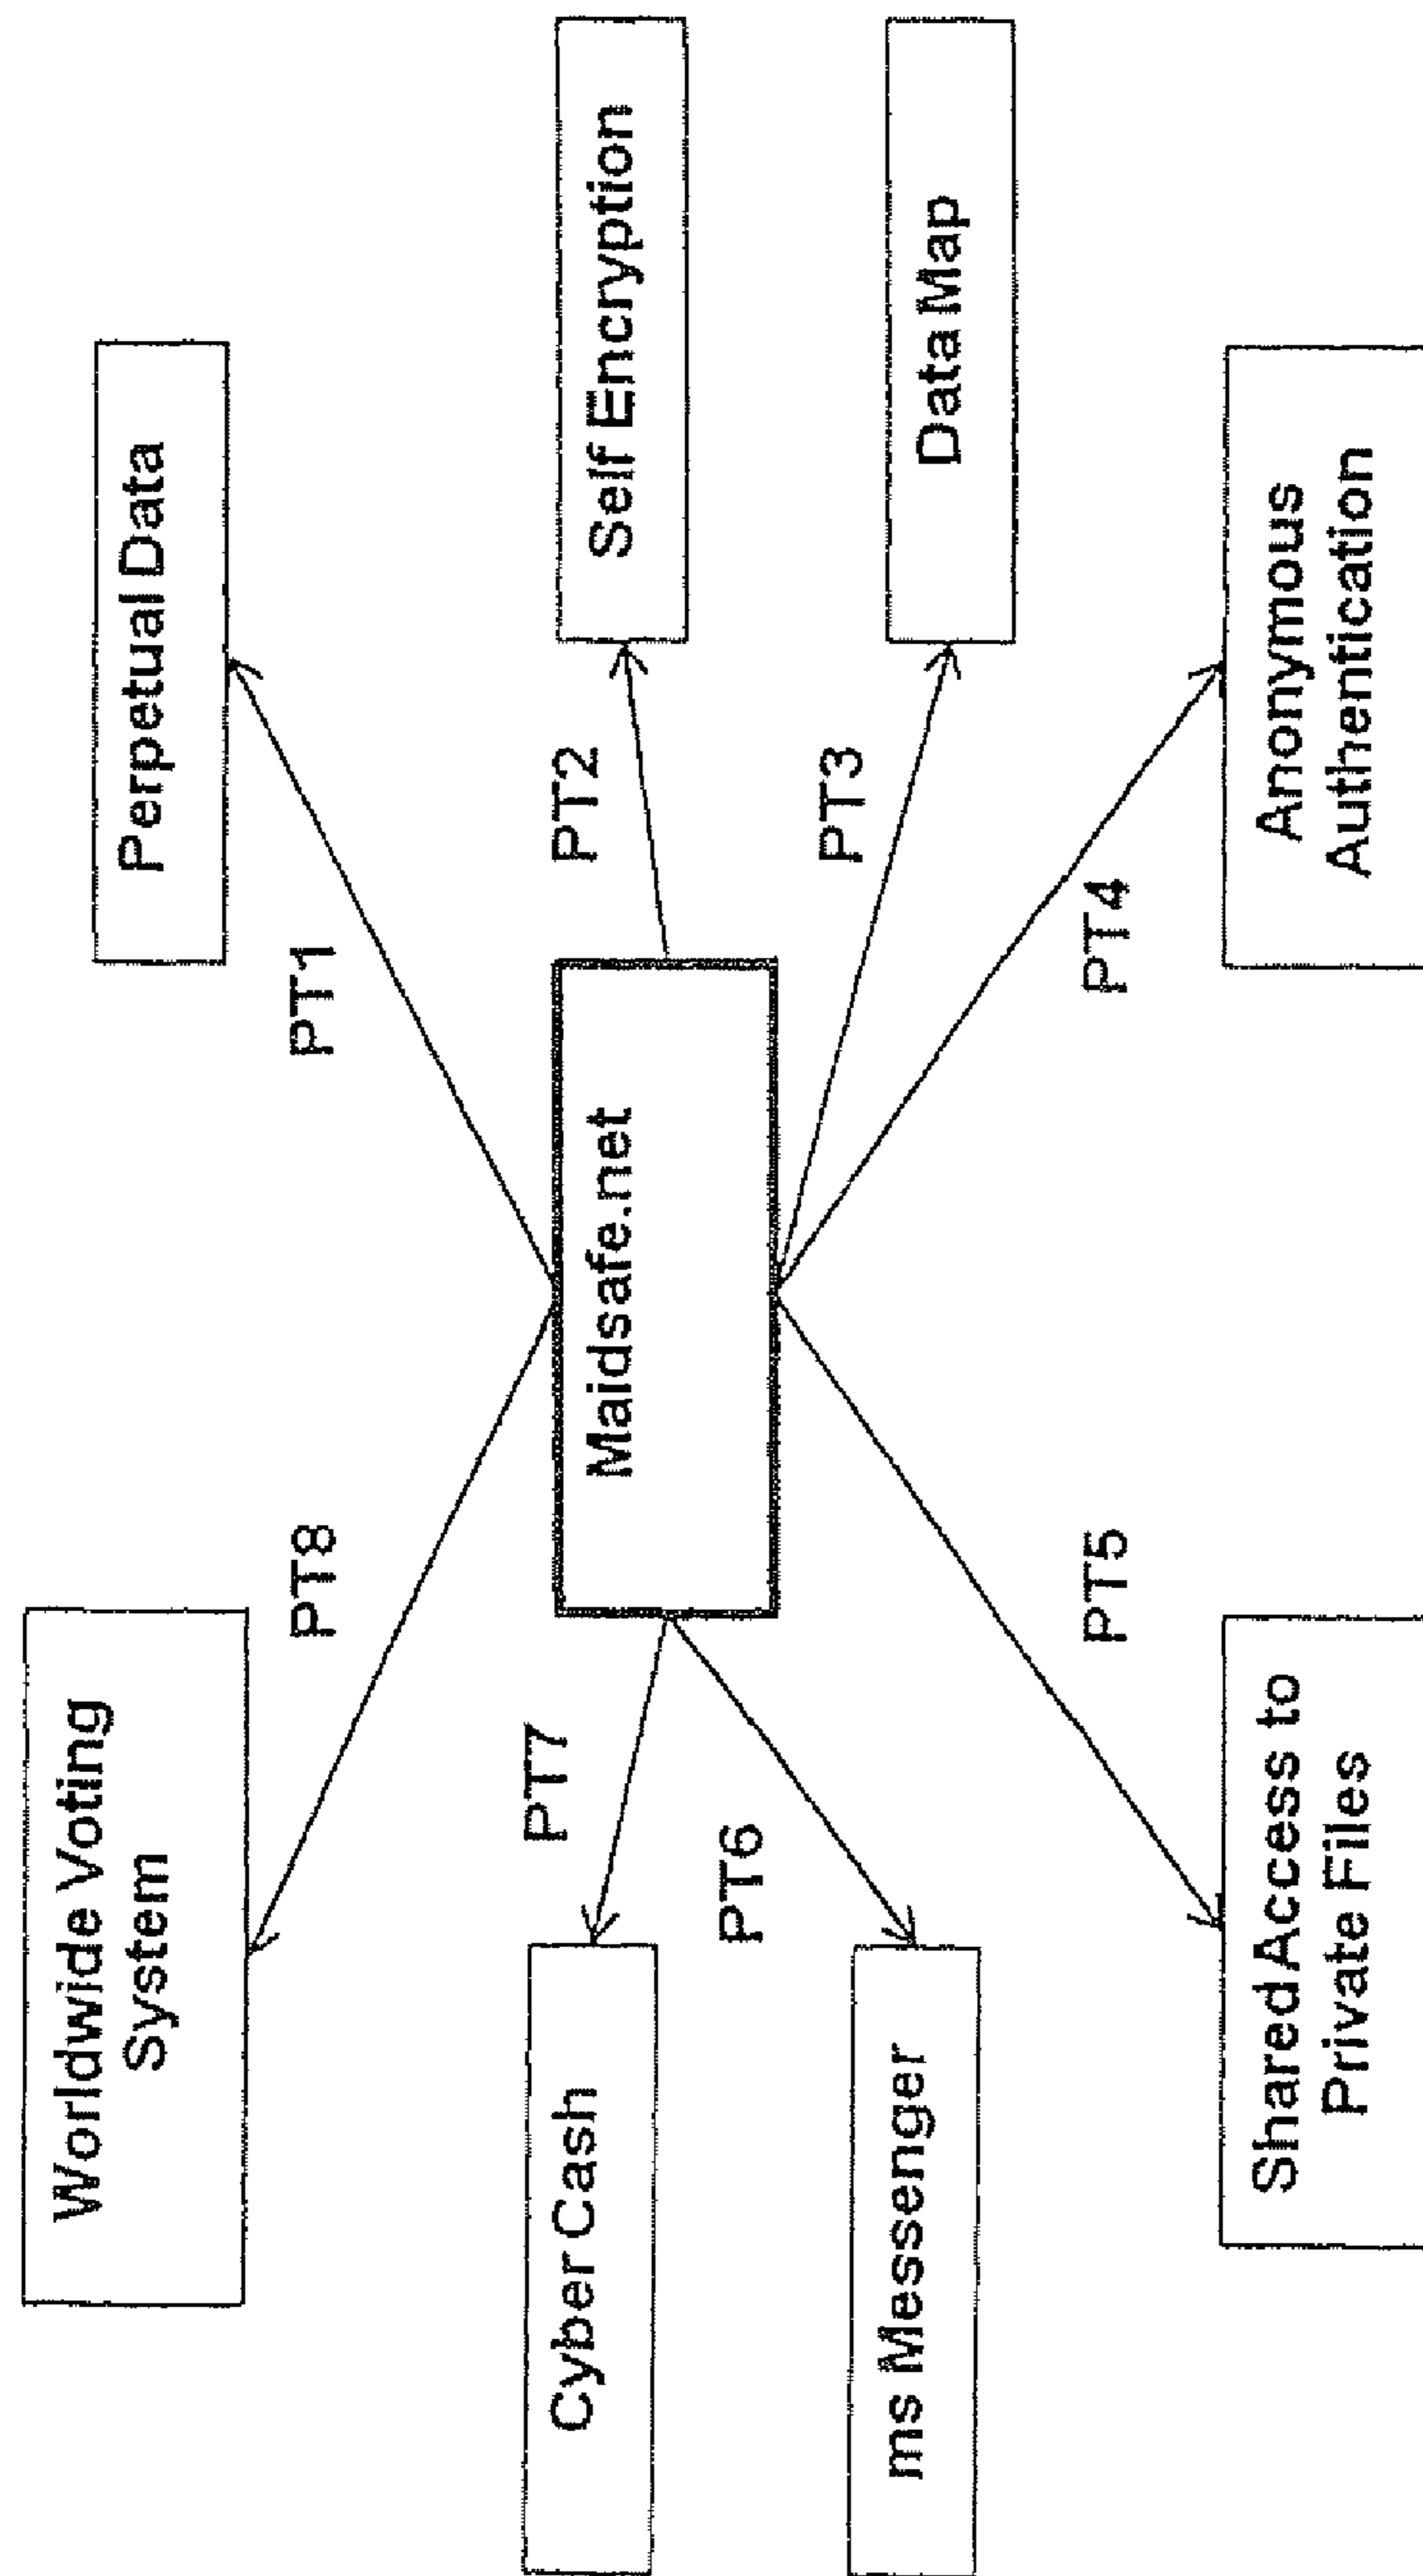 Worldwide Voting
System
Perpetual Data
PT8
PT1
Cyber Cash
PT7
Maidsafe.net
PT2
Self Encryption
PT6
PT3
ms Messenger
Data Map
PT5
PT4
Shared Access to
Private Files
Anonymous
Authentication